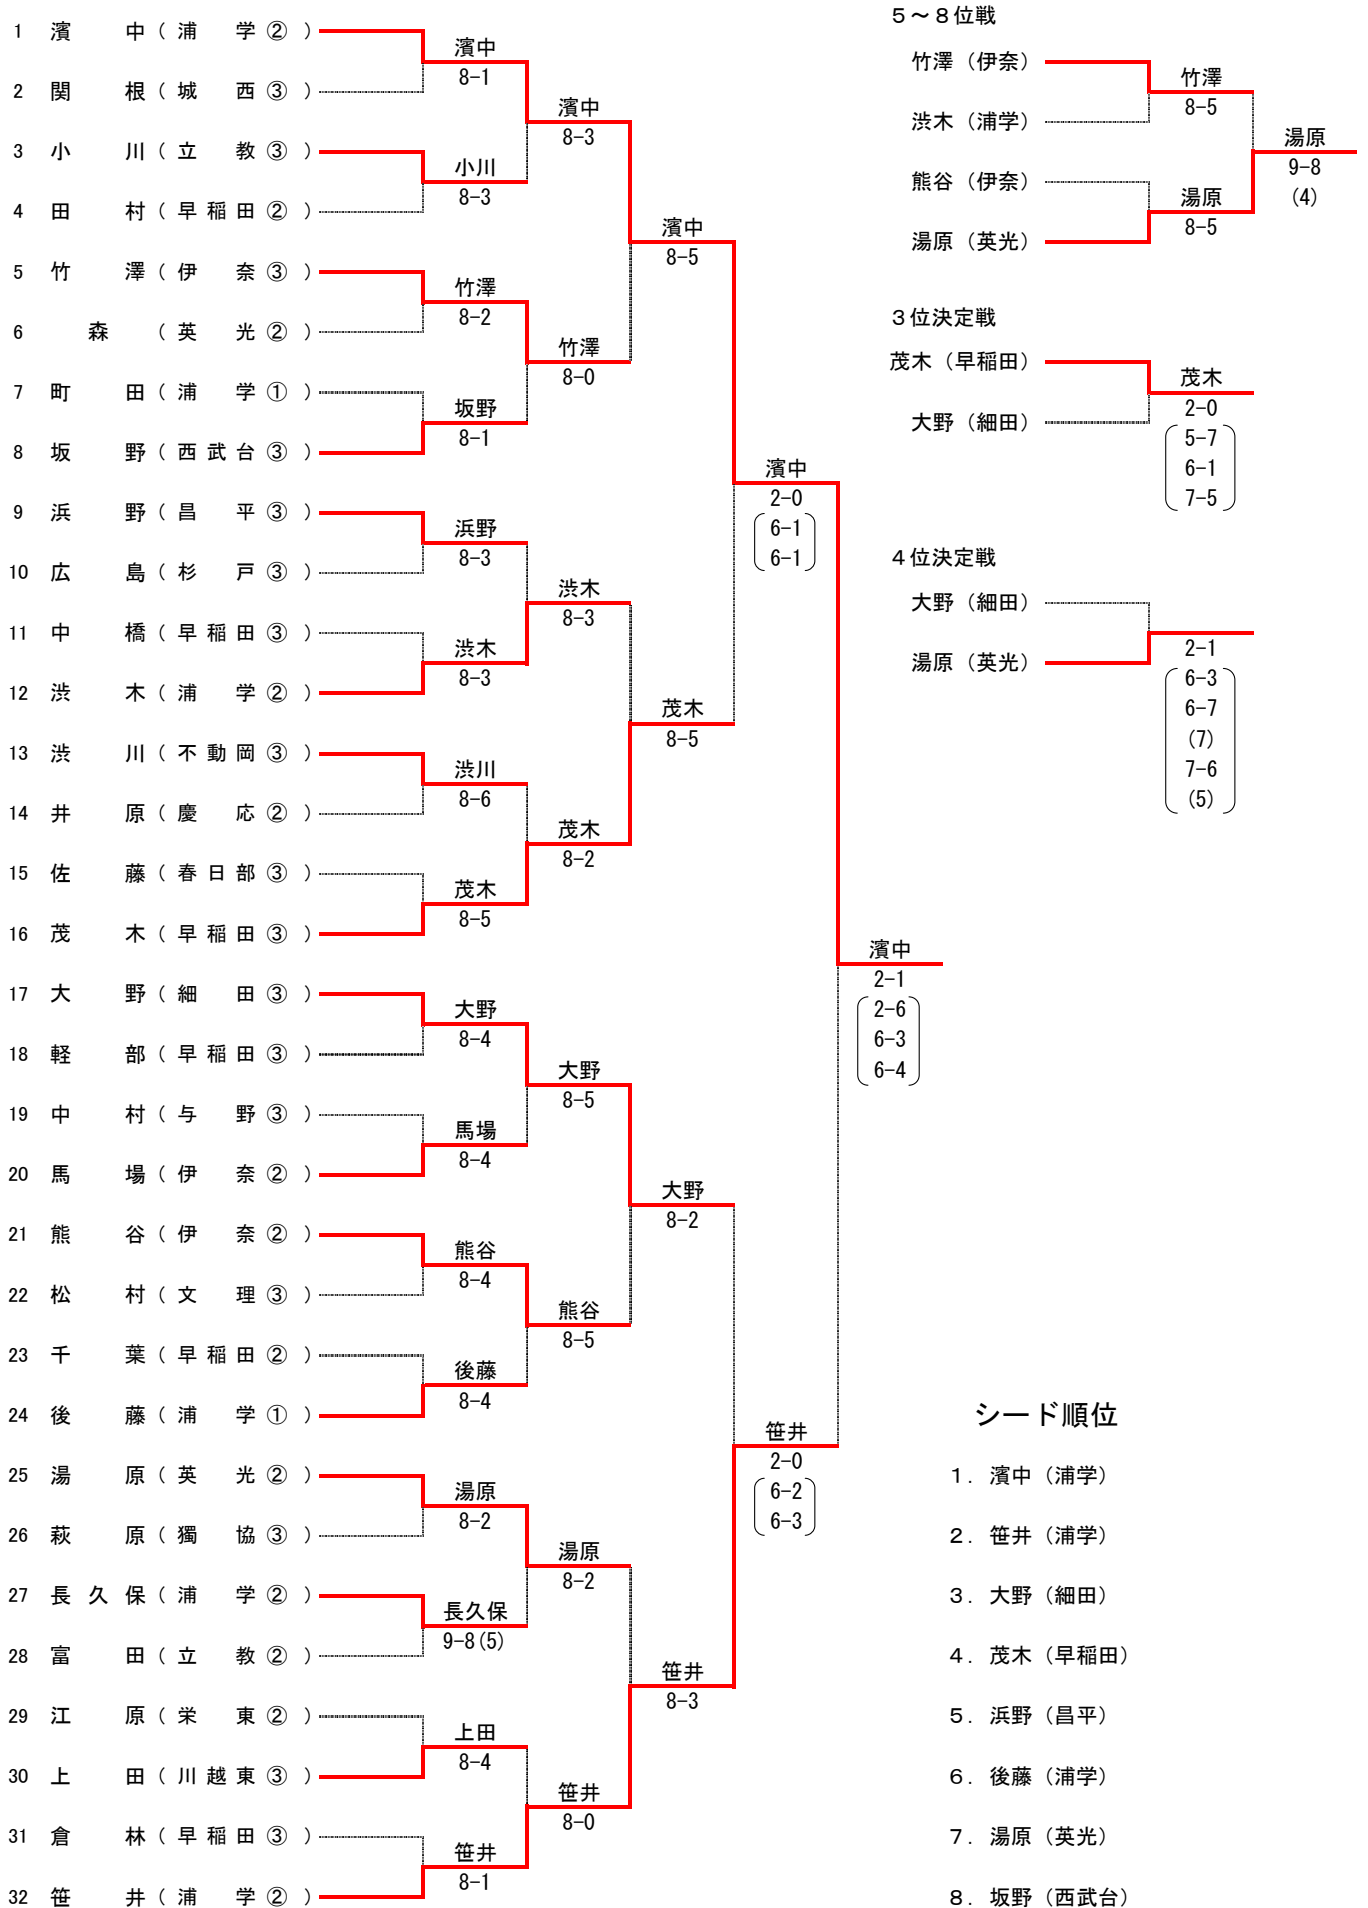 1 濱 中 ( 浦 学 ② )
2 関 根 ( 城 西 ③ )
3 小 川 ( 立 教 ③ )
4 田 村 ( 早 稲 田 ② )
5 竹 澤 ( 伊 奈 ③ )
6 森 ( 英 光 ② )
7 町 田 ( 浦 学 ① )
8 坂 野 ( 西 武 台 ③ )
9 浜 野 ( 昌 平 ③ )
10 広 島 ( 杉 戸 ③ )
11 中 橋 ( 早 稲 田 ③ )
12 渋 木 ( 浦 学 ② )
13 渋 川 ( 不 動 岡 ③ )
14 井 原 ( 慶 応 ② )
15 佐 藤 ( 春 日 部 ③ )
16 茂 木 ( 早 稲 田 ③ )
17 大 野 ( 細 田 ③ )
18 軽 部 ( 早 稲 田 ③ )
19 中 村 ( 与 野 ③ )
20 馬 場 ( 伊 奈 ② )
21 熊 谷 ( 伊 奈 ② )
22 松 村 ( 文 理 ③ )
23 千 葉 ( 早 稲 田 ② )
24 後 藤 ( 浦 学 ① )
25 湯 原 ( 英 光 ② )
26 萩 原 ( 獨 協 ③ )
27 長 久 保 ( 浦 学 ② )
28 富 田 ( 立 教 ② )
29 江 原 ( 栄 東 ② )
30 上 田 ( 川 越 東 ③ )
31 倉 林 ( 早 稲 田 ③ )
32 笹 井 ( 浦 学 ② )
濱中
8-1
小川
8-3
竹澤
8-2
坂野
8-1
浜野
8-3
渋木
8-3
渋川
8-6
茂木
8-5
大野
8-4
馬場
8-4
熊谷
8-4
後藤
8-4
湯原
8-2
長久保
9-8(5)
上田
8-4
笹井
8-1
濱中
8-3
竹澤
8-0
渋木
8-3
茂木
8-2
大野
8-5
熊谷
8-5
湯原
8-2
笹井
8-0
濱中
8-5
茂木
8-5
大野
8-2
笹井
8-3
濱中
2-0
6-1
6-1
笹井
2-0
6-2
6-3
濱中
2-1
2-6
6-3
6-4
5～8位戦
竹澤（伊奈）
渋木（浦学）
熊谷（伊奈）
湯原（英光）
竹澤
8-5
湯原
8-5
湯原
9-8
(4)
3位決定戦
茂木（早稲田）
大野（細田）
茂木
2-0
5-7
6-1
7-5
4位決定戦
大野（細田）
湯原（英光）
2-1
6-3
6-7
(7)
7-6
(5)
シード順位
1．濱中（浦学）
2．笹井（浦学）
3．大野（細田）
4．茂木（早稲田）
5．浜野（昌平）
6．後藤（浦学）
7．湯原（英光）
8．坂野（西武台）